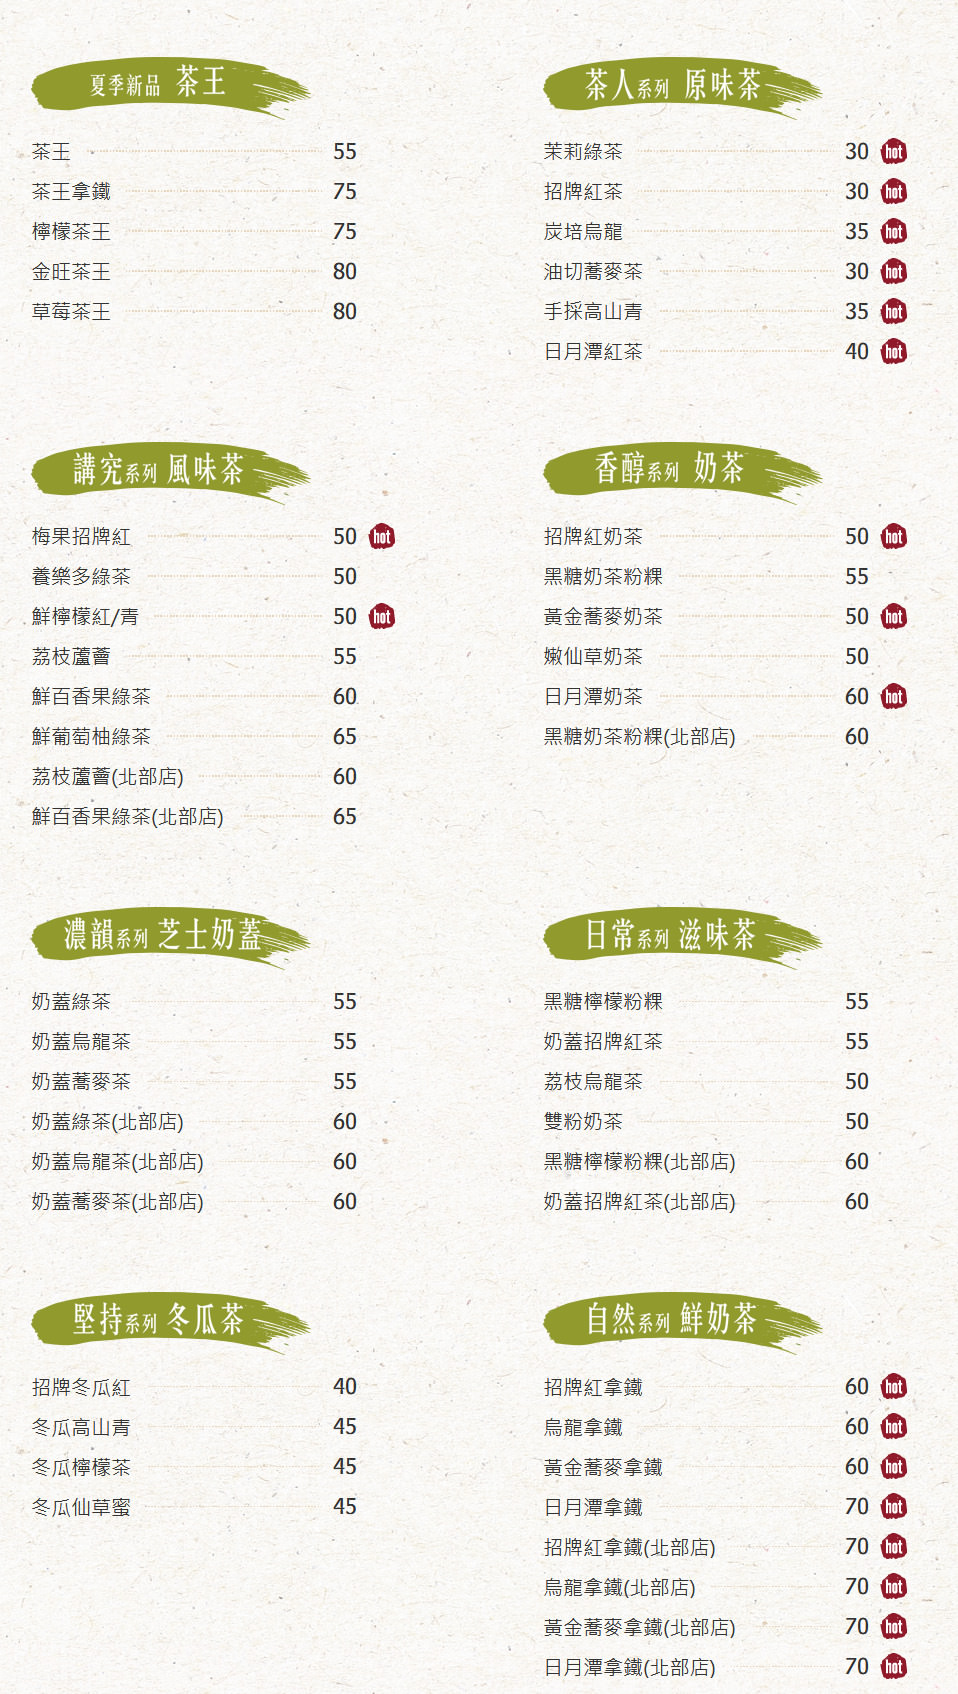 夏季新品 茶王
茶王 55
茶王拿鐵 75
檸檬茶王 75
金旺茶王 80
草莓茶王 80
茶人系列 原味茶
茉莉綠茶 30 hot
招牌紅茶 30 hot
炭培烏龍 35 hot
油切蕎麥茶 30 hot
手採高山青 35 hot
日月潭紅茶 40 hot
講究系列 風味茶
梅果招牌紅 50 hot
養樂多綠茶 50
鮮檸檬紅/青 50 hot
荔枝蘆薈 55
鮮百香果綠茶 60
鮮葡萄柚綠茶 65
荔枝蘆薈(北部店) 60
鮮百香果綠茶(北部店) 65
香醇系列 奶茶
招牌紅奶茶 50 hot
黑糖奶茶粉粿 55
黃金蕎麥奶茶 50 hot
嫩仙草奶茶 50
日月潭奶茶 60 hot
黑糖奶茶粉粿(北部店) 60
濃韻系列 芝士奶蓋
奶蓋綠茶 55
奶蓋烏龍茶 55
奶蓋蕎麥茶 55
奶蓋綠茶(北部店) 60
奶蓋烏龍茶(北部店) 60
奶蓋蕎麥茶(北部店) 60
日常系列 滋味茶
黑糖檸檬粉粿 55
奶蓋招牌紅茶 55
荔枝烏龍茶 50
雙粉奶茶 50
黑糖檸檬粉粿(北部店) 60
奶蓋招牌紅茶(北部店) 60
堅持系列 冬瓜茶
招牌冬瓜紅 40
冬瓜高山青 45
冬瓜檸檬茶 45
冬瓜仙草蜜 45
自然系列 鮮奶茶
招牌紅拿鐵 60 hot
烏龍拿鐵 60 hot
黃金蕎麥拿鐵 60 hot
日月潭拿鐵 70 hot
招牌紅拿鐵(北部店) 70 hot
烏龍拿鐵(北部店) 70 hot
黃金蕎麥拿鐵(北部店) 70 hot
日月潭拿鐵(北部店) 70 hot